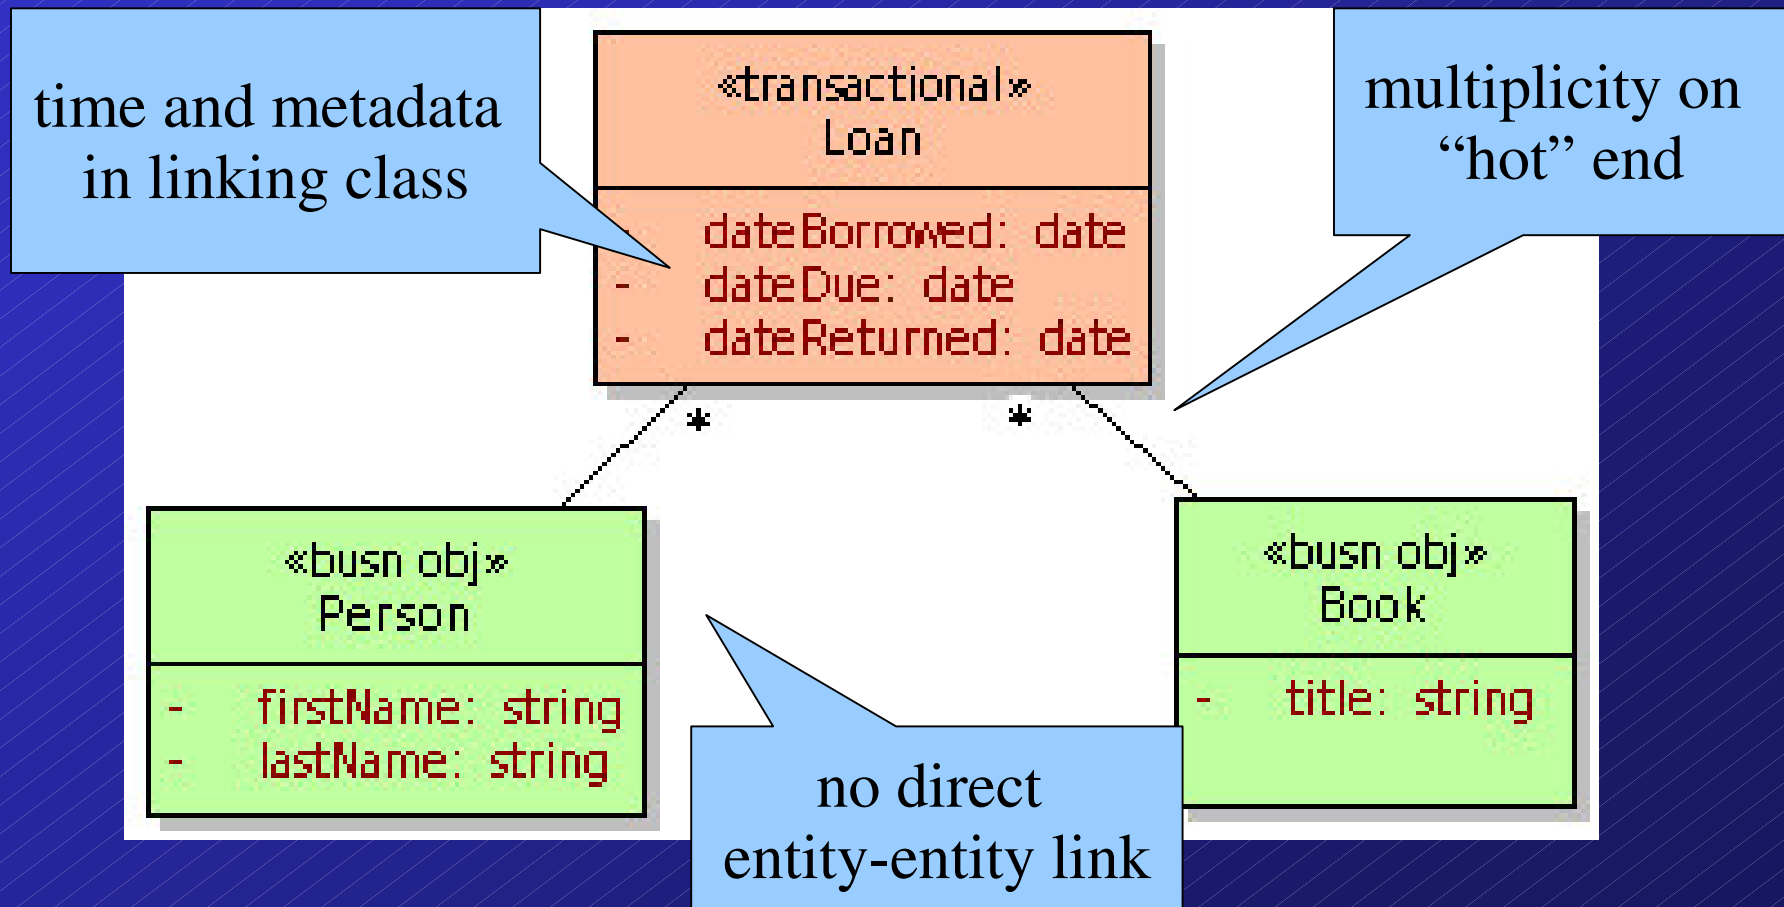 time and metadata
in linking class
«transactional»
Loan
- dateBorrowed: date
- dateDue: date
- dateReturned: date
multiplicity on
“hot” end
*
*
«busn obj»
Person
- firstName: string
- lastName: string
«busn obj»
Book
- title: string
no direct
entity-entity link